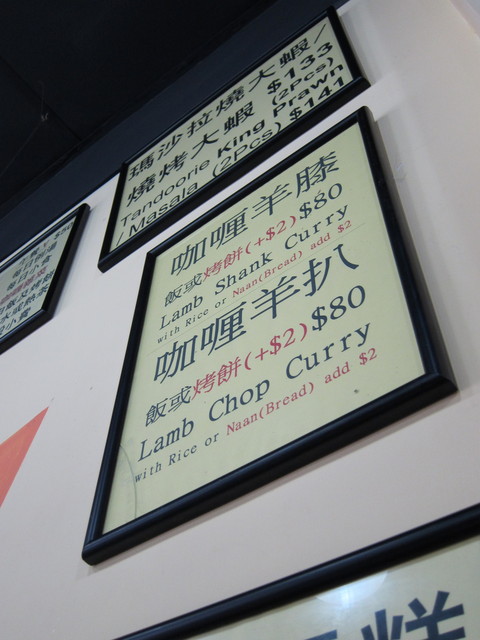 瑪沙拉燒大蝦/
燒烤大蝦 $133
(2Pcs)
Tandoorie King Prawn
/Masala (2Pcs) $141
咖喱羊膝
飯或烤餅(+$2)$80
Lamb Shank Curry
with Rice or Naan(Bread) add $2
咖喱羊扒
飯或烤餅(+$2)$80
Lamb Chop Curry
with Rice or Naan(Bread) add $2